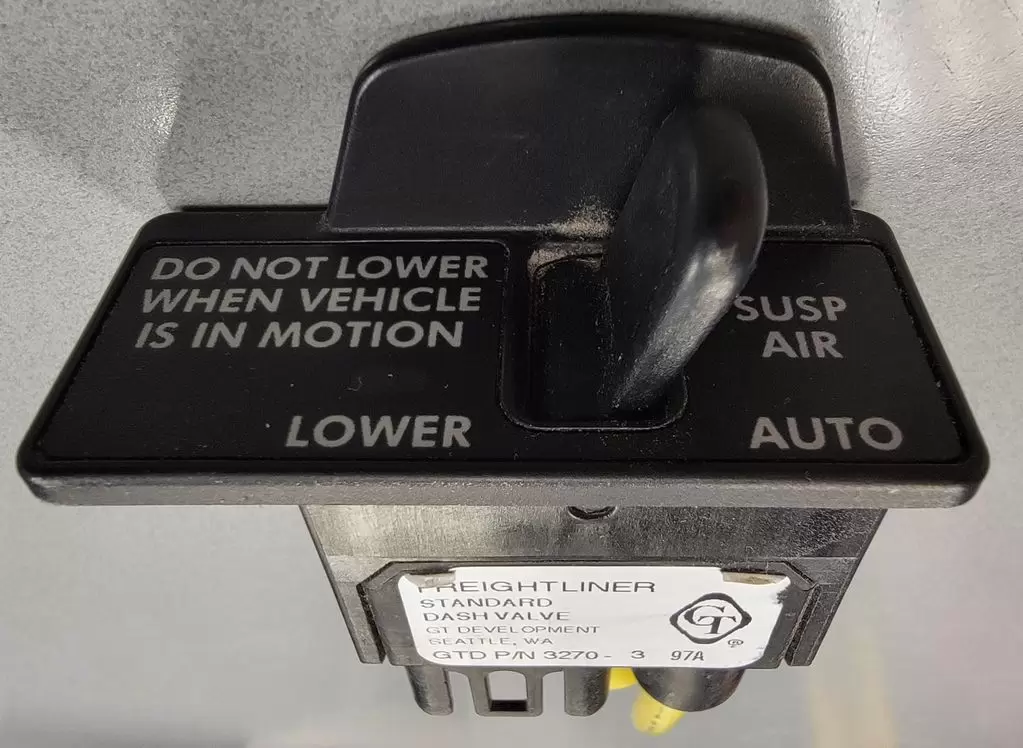 DO NOT LOWER
WHEN VEHICLE
IS IN MOTION
SUSP
AIR
LOWER
AUTO
FREIGHTLINER
STANDARD
DASH VALVE
GT DEVELOPMENT
SEATTLE, WA
GTD P/N 3270 - 3 97A
GT
®